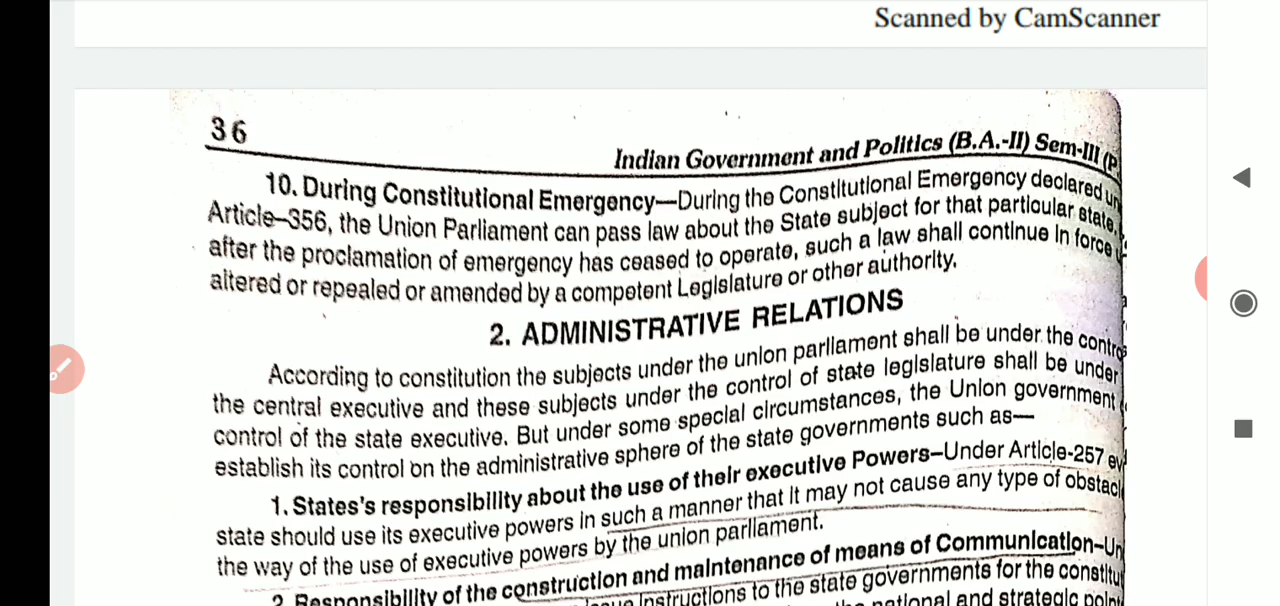 Scanned by CamScanner
36
Indian Government and Politics (B.A.-II) Sem-III (P
10. During Constitutional Emergency—During the Constitutional Emergency declared un
Article–356, the Union Parliament can pass law about the State subject for that particular state,
after the proclamation of emergency has ceased to operate, such a law shall continue in force
altered or repealed or amended by a competent Legislature or other authority.
2. ADMINISTRATIVE RELATIONS
According to constitution the subjects under the union parliament shall be under the contro
the central executive and these subjects under the control of state legislature shall be under
control of the state executive. But under some special circumstances, the Union government
establish its control on the administrative sphere of the state governments such as—
1. States's responsibility about the use of their executive Powers–Under Article-257 ev
state should use its executive powers in such a manner that it may not cause any type of obstacl
the way of the use of executive powers by the union parliament.
2. Responsibility of the construction and maintenance of means of Communication–Un
instructions to the state governments for the constitut
national and strategic point